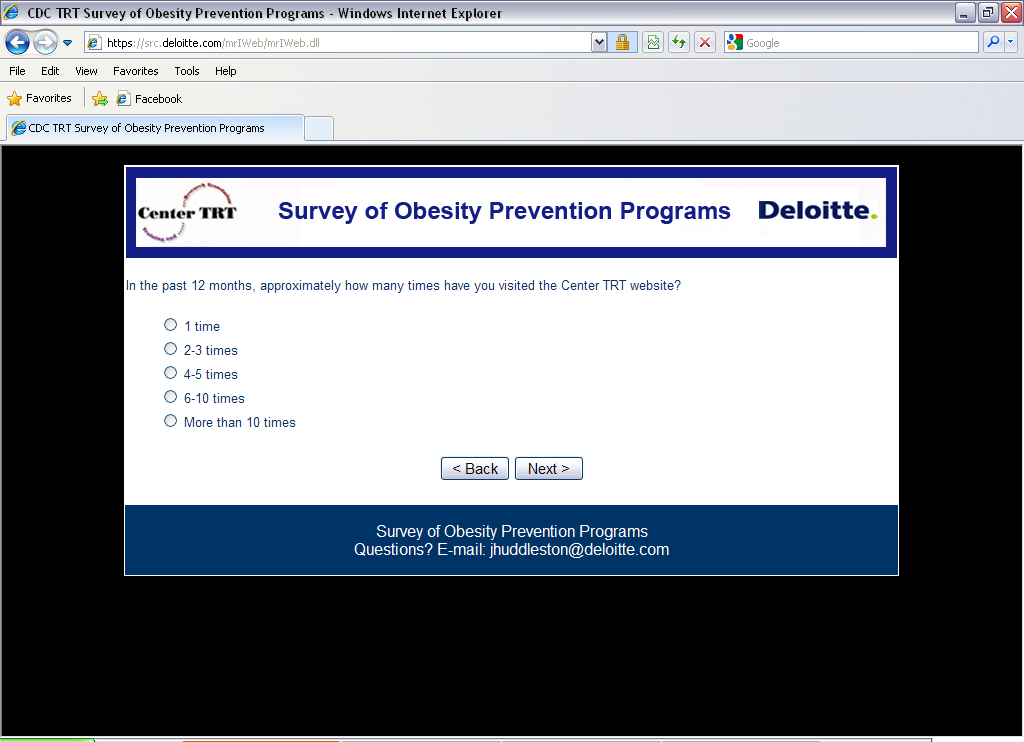 CDC TRT Survey of Obesity Prevention Programs - Windows Internet Explorer
https://src.deloitte.com/mrIWeb/mrIWeb.dll
Google
File Edit View Favorites Tools Help
Favorites
Facebook
CDC TRT Survey of Obesity Prevention Programs
Center TRT
Survey of Obesity Prevention Programs
Deloitte.
In the past 12 months, approximately how many times have you visited the Center TRT website?
1 time
2-3 times
4-5 times
6-10 times
More than 10 times
< Back
Next >
Survey of Obesity Prevention Programs
Questions? E-mail: jhuddleston@deloitte.com